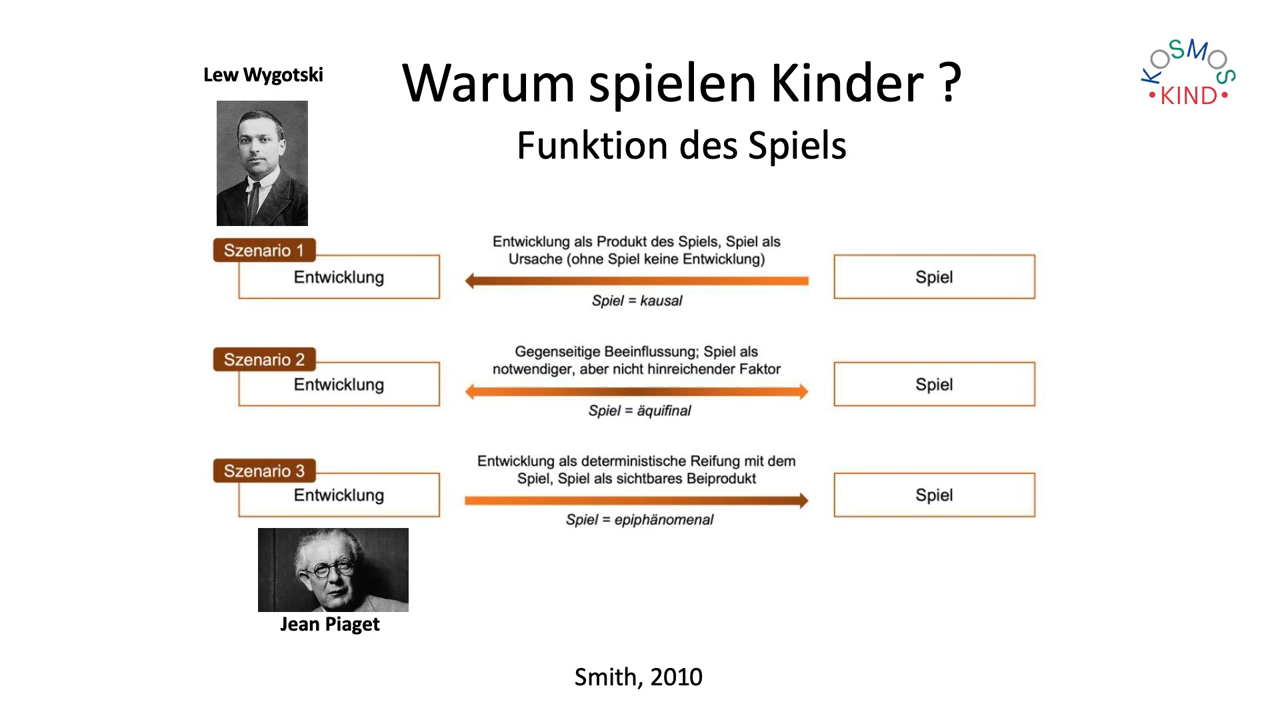 Lew Wygotski
Warum spielen Kinder ?
Funktion des Spiels
KOSMOS
•KIND•
Szenario 1
Entwicklung
Entwicklung als Produkt des Spiels, Spiel als
Ursache (ohne Spiel keine Entwicklung)
Spiel = kausal
Spiel
Szenario 2
Entwicklung
Gegenseitige Beeinflussung; Spiel als
notwendiger, aber nicht hinreichender Faktor
Spiel = äquifinal
Spiel
Szenario 3
Entwicklung
Entwicklung als deterministische Reifung mit dem
Spiel, Spiel als sichtbares Beiprodukt
Spiel = epiphänomenal
Spiel
Jean Piaget
Smith, 2010